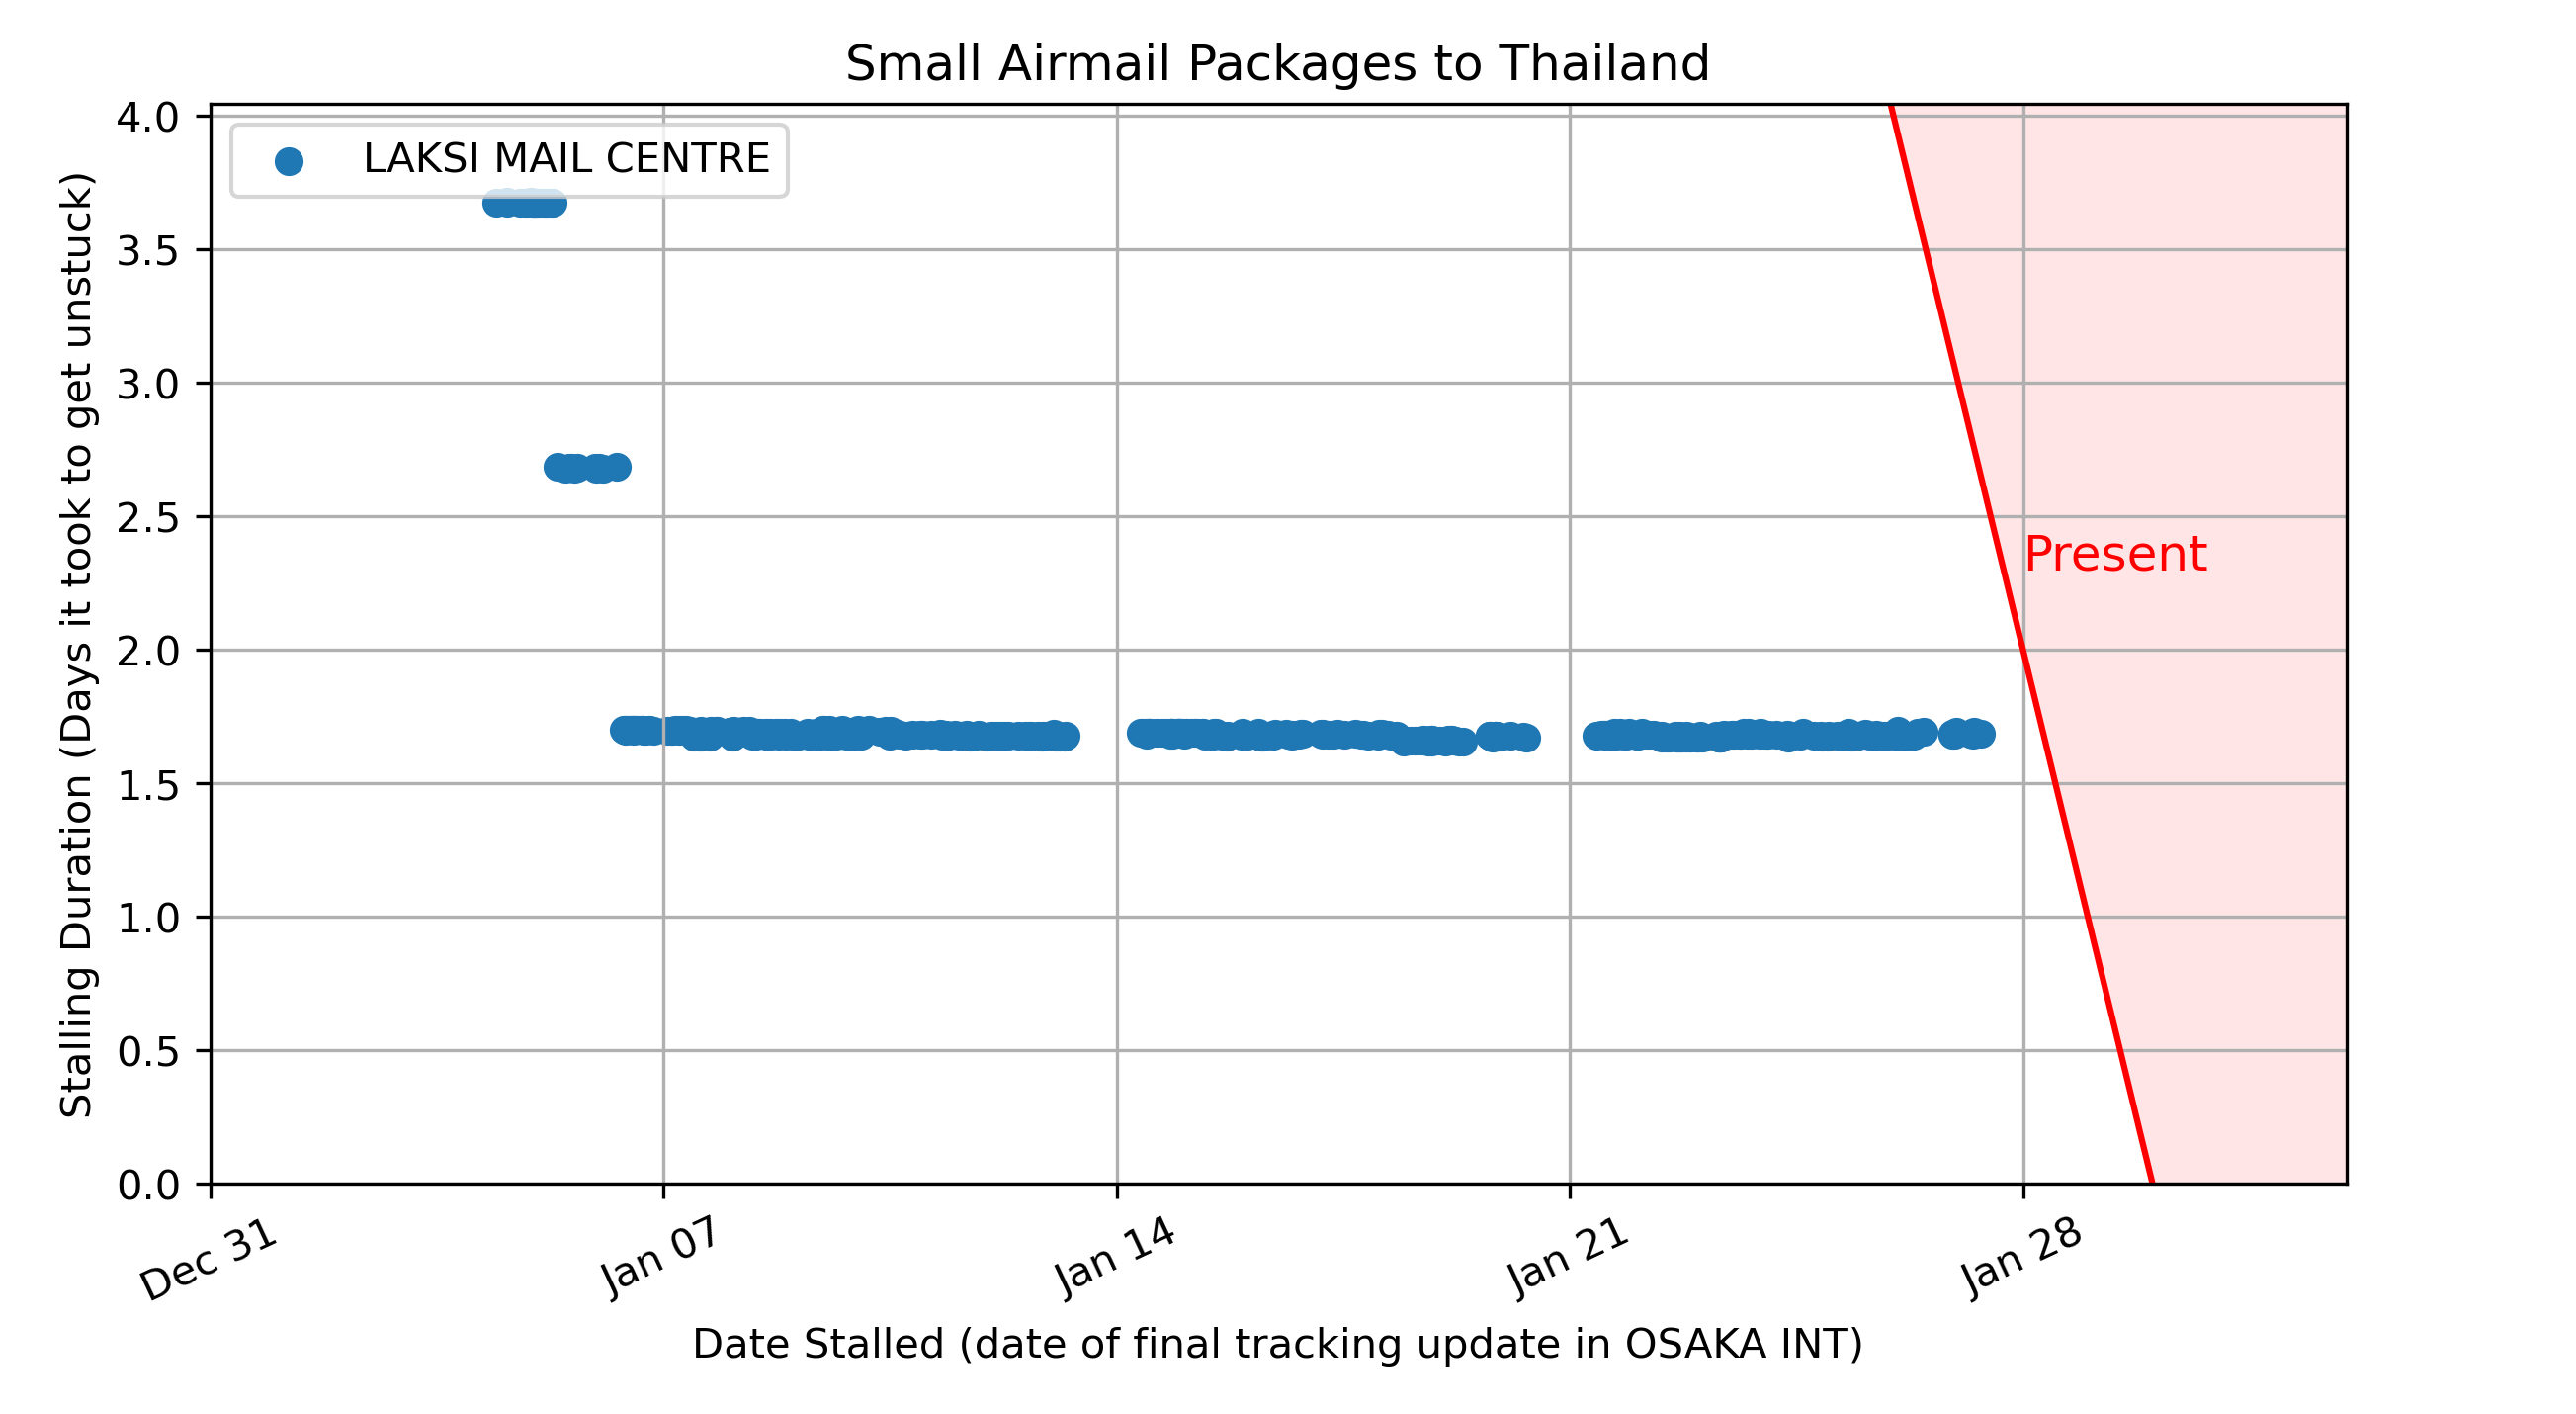 Small Airmail Packages to Thailand
LAKSI MAIL CENTRE
Stalling Duration (Days it took to get unstuck)
4.0
3.5
3.0
2.5
2.0
1.5
1.0
0.5
0.0
Present
Dec 31
Jan 07
Jan 14
Jan 21
Jan 28
Date Stalled (date of final tracking update in OSAKA INT)